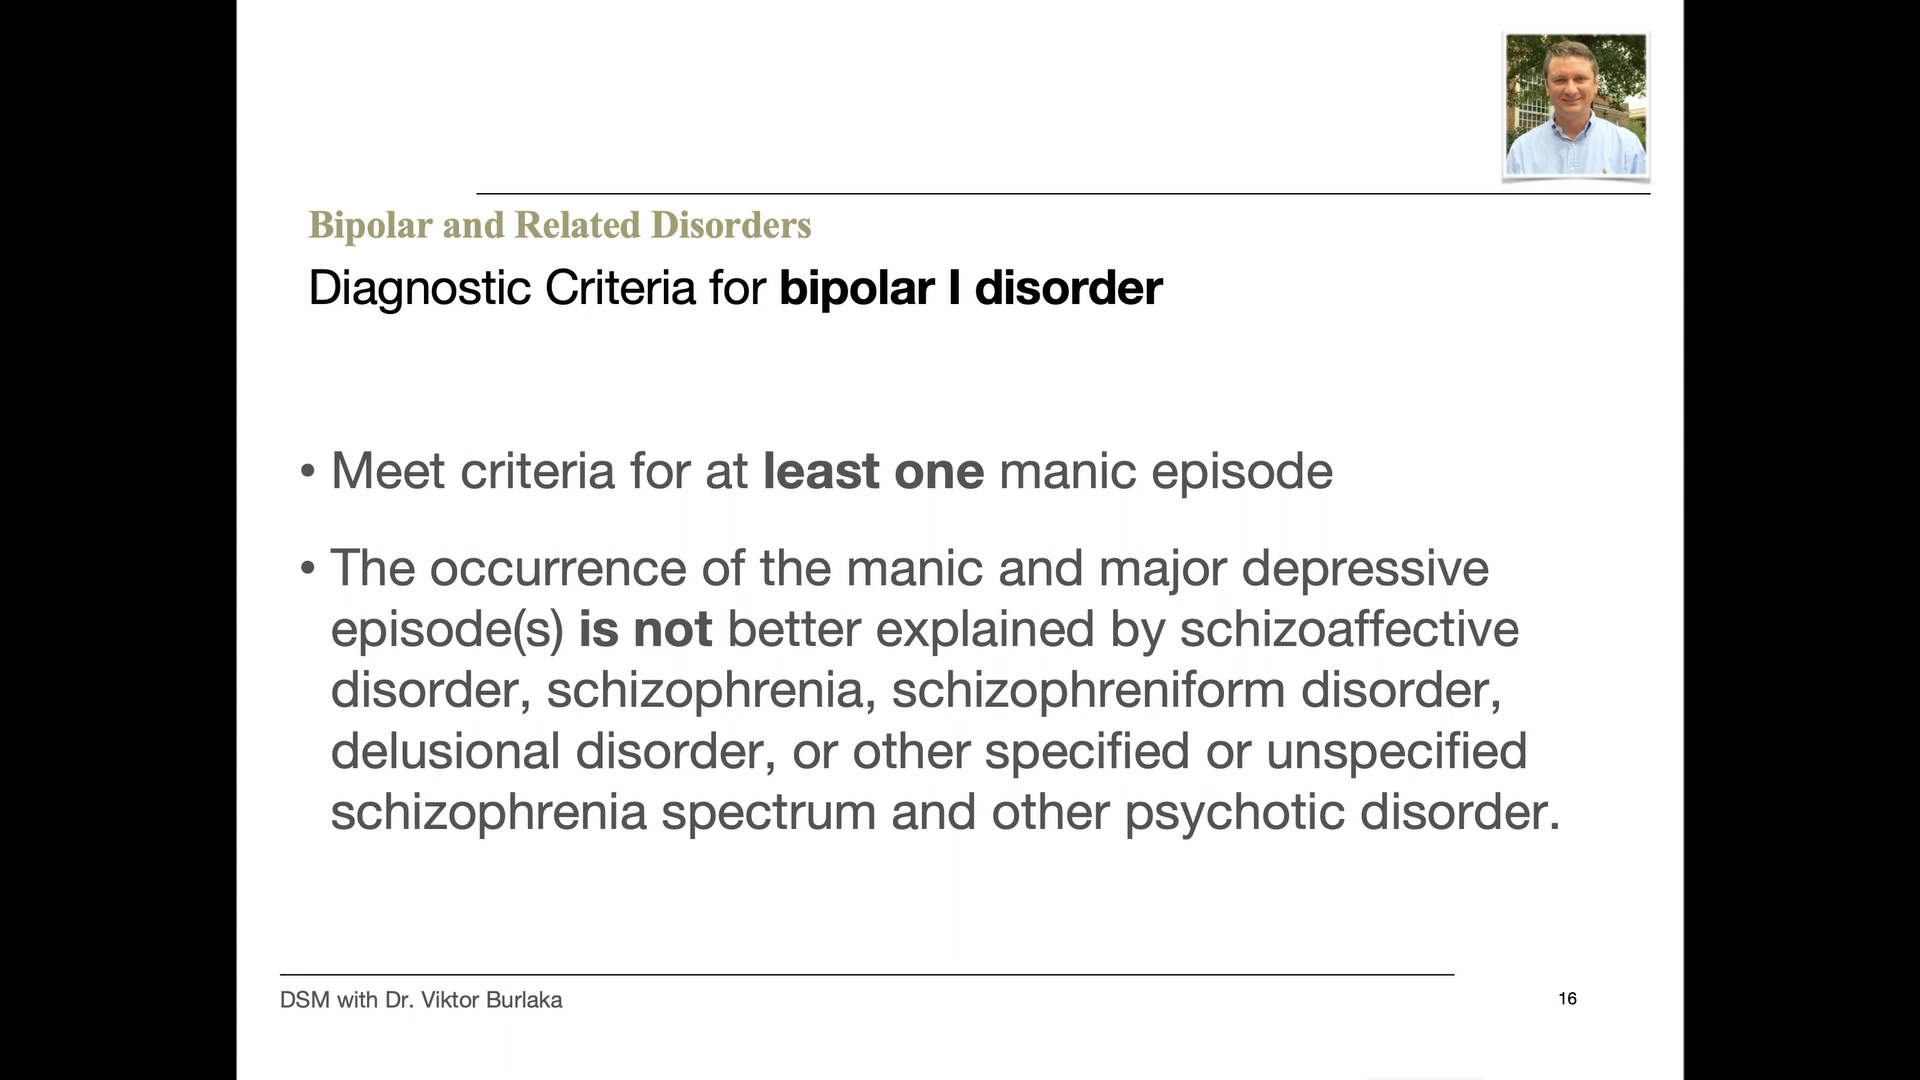 Bipolar and Related Disorders
Diagnostic Criteria for bipolar I disorder
• Meet criteria for at least one manic episode
• The occurrence of the manic and major depressive
episode(s) is not better explained by schizoaffective
disorder, schizophrenia, schizophreniform disorder,
delusional disorder, or other specified or unspecified
schizophrenia spectrum and other psychotic disorder.
DSM with Dr. Viktor Burlaka
16